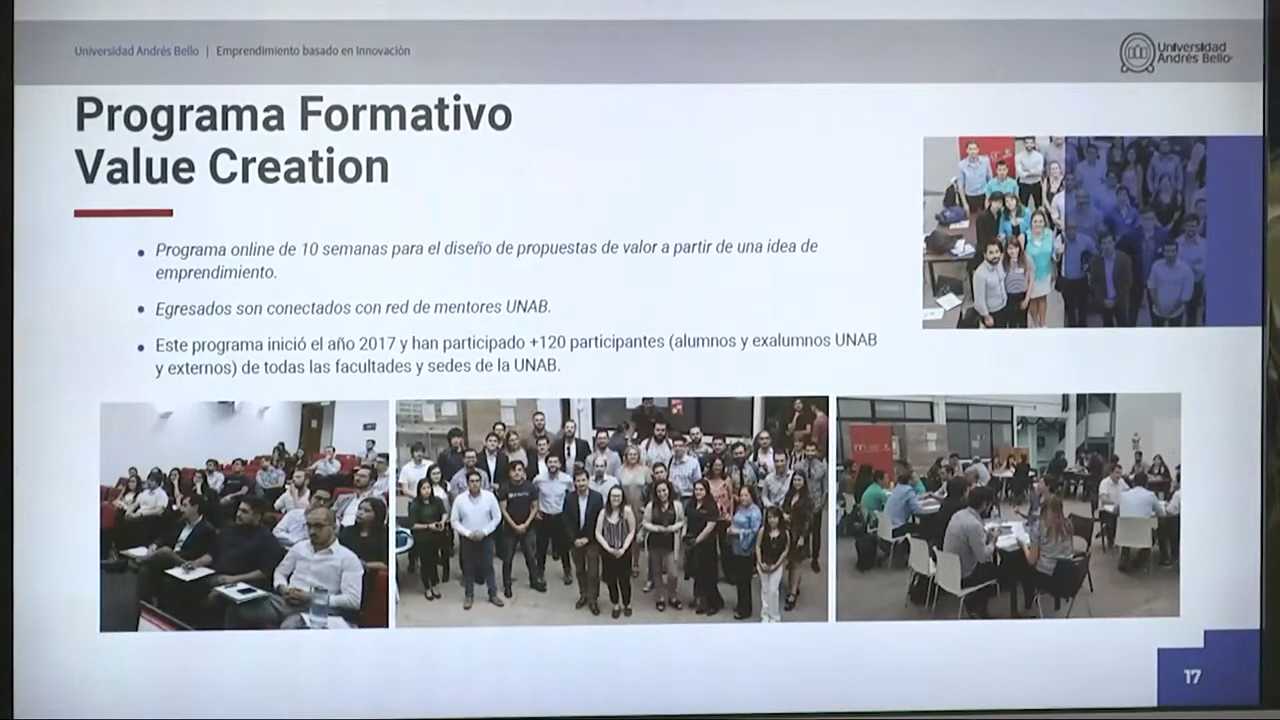 Universidad Andrés Bello | Emprendimiento basado en Innovación
Universidad
Andrés Bello
Programa Formativo
Value Creation
• Programa online de 10 semanas para el diseño de propuestas de valor a partir de una idea de
emprendimiento.
• Egresados son conectados con red de mentores UNAB.
• Este programa inició el año 2017 y han participado +120 participantes (alumnos y exalumnos UNAB
y externos) de todas las facultades y sedes de la UNAB.
17